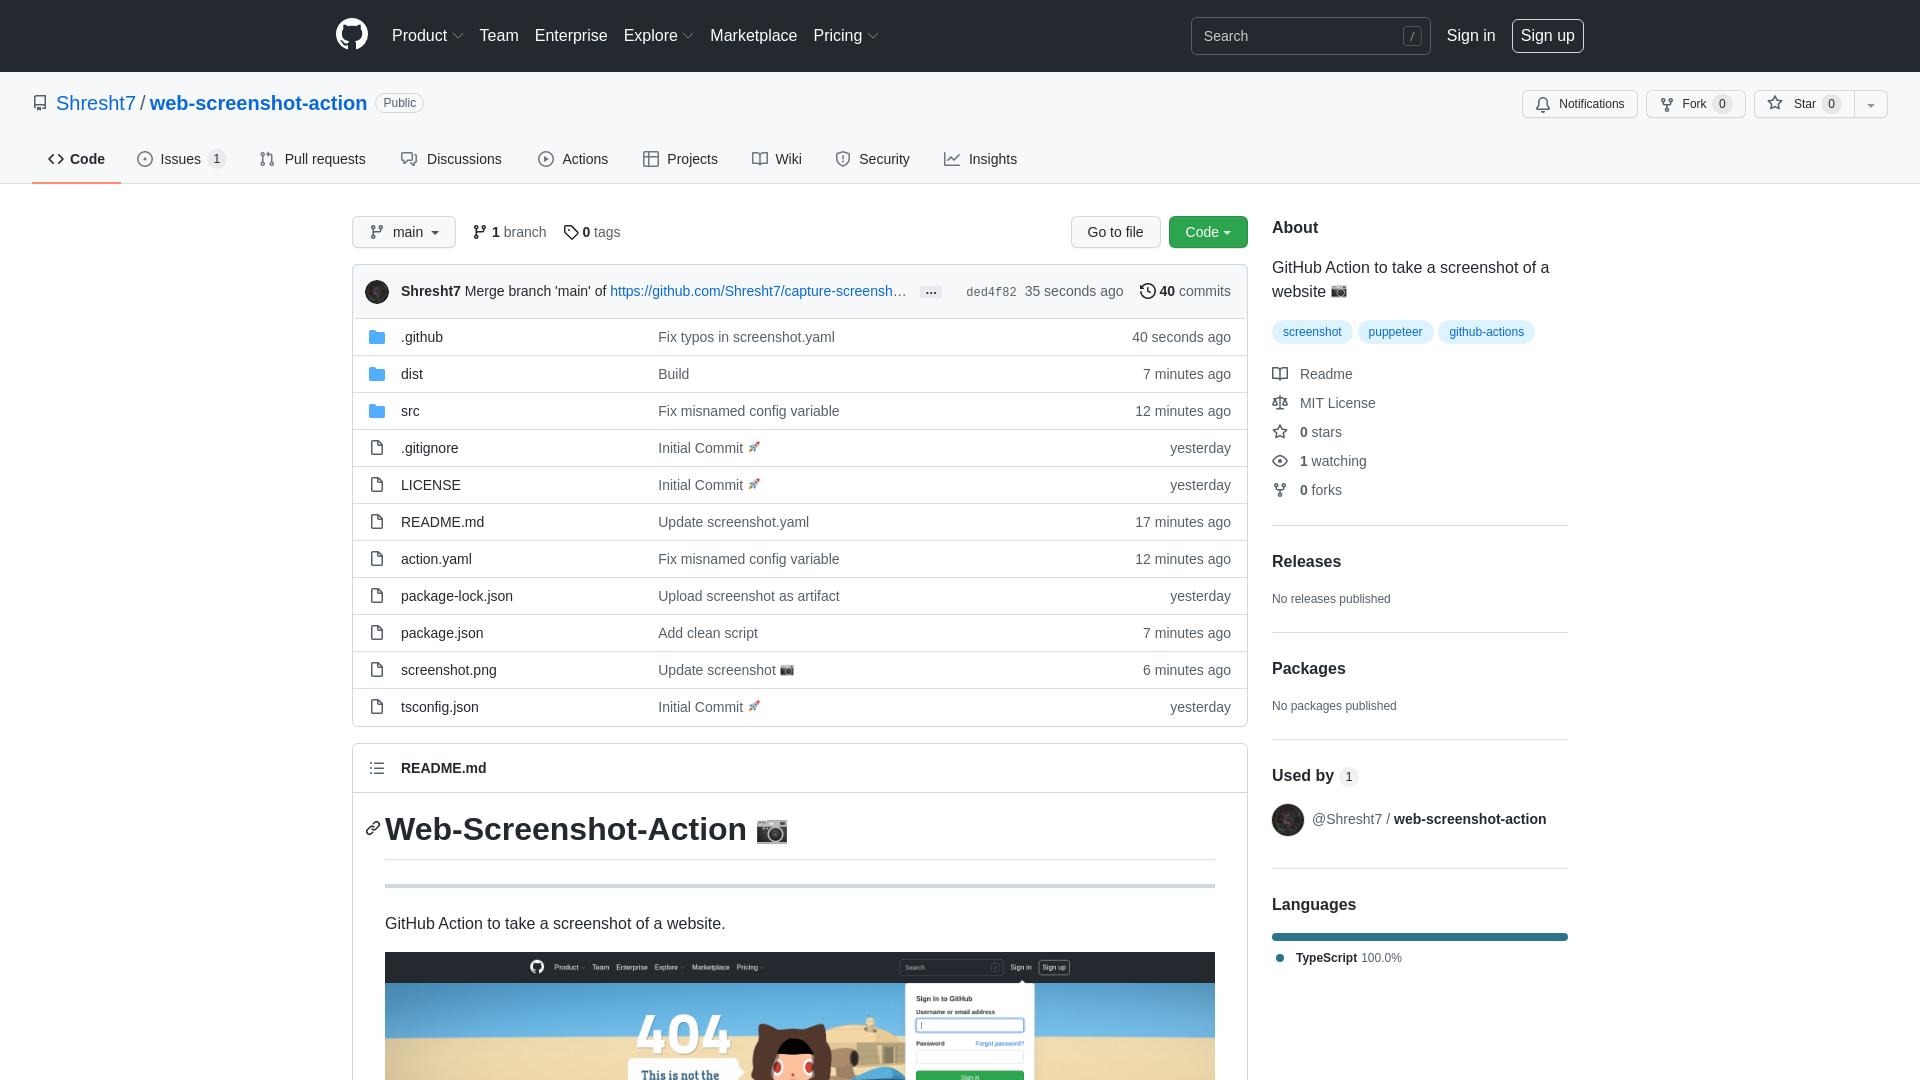 Product Team Enterprise Explore Marketplace Pricing Search / Sign in Sign up
Shresht7 / web-screenshot-action Public Notifications Fork 0 Star 0
Code Issues 1 Pull requests Discussions Actions Projects Wiki Security Insights
main 1 branch 0 tags Go to file Code
Shresht7 Merge branch 'main' of https://github.com/Shresht7/capture-screensh… … ded4f82 35 seconds ago 40 commits
.github Fix typos in screenshot.yaml 40 seconds ago
dist Build 7 minutes ago
src Fix misnamed config variable 12 minutes ago
.gitignore Initial Commit 🚀 yesterday
LICENSE Initial Commit 🚀 yesterday
README.md Update screenshot.yaml 17 minutes ago
action.yaml Fix misnamed config variable 12 minutes ago
package-lock.json Upload screenshot as artifact yesterday
package.json Add clean script 7 minutes ago
screenshot.png Update screenshot 📷 6 minutes ago
tsconfig.json Initial Commit 🚀 yesterday
README.md
Web-Screenshot-Action 📷
GitHub Action to take a screenshot of a website.
Product Team Enterprise Explore Marketplace Pricing Search / Sign in Sign up
Sign in to GitHub
Username or email address
404
Password Forgot password?
This is not the
Sign in
About
GitHub Action to take a screenshot of a
website 📷
screenshot puppeteer github-actions
Readme
MIT License
0 stars
1 watching
0 forks
Releases
No releases published
Packages
No packages published
Used by 1
@Shresht7 / web-screenshot-action
Languages
TypeScript 100.0%